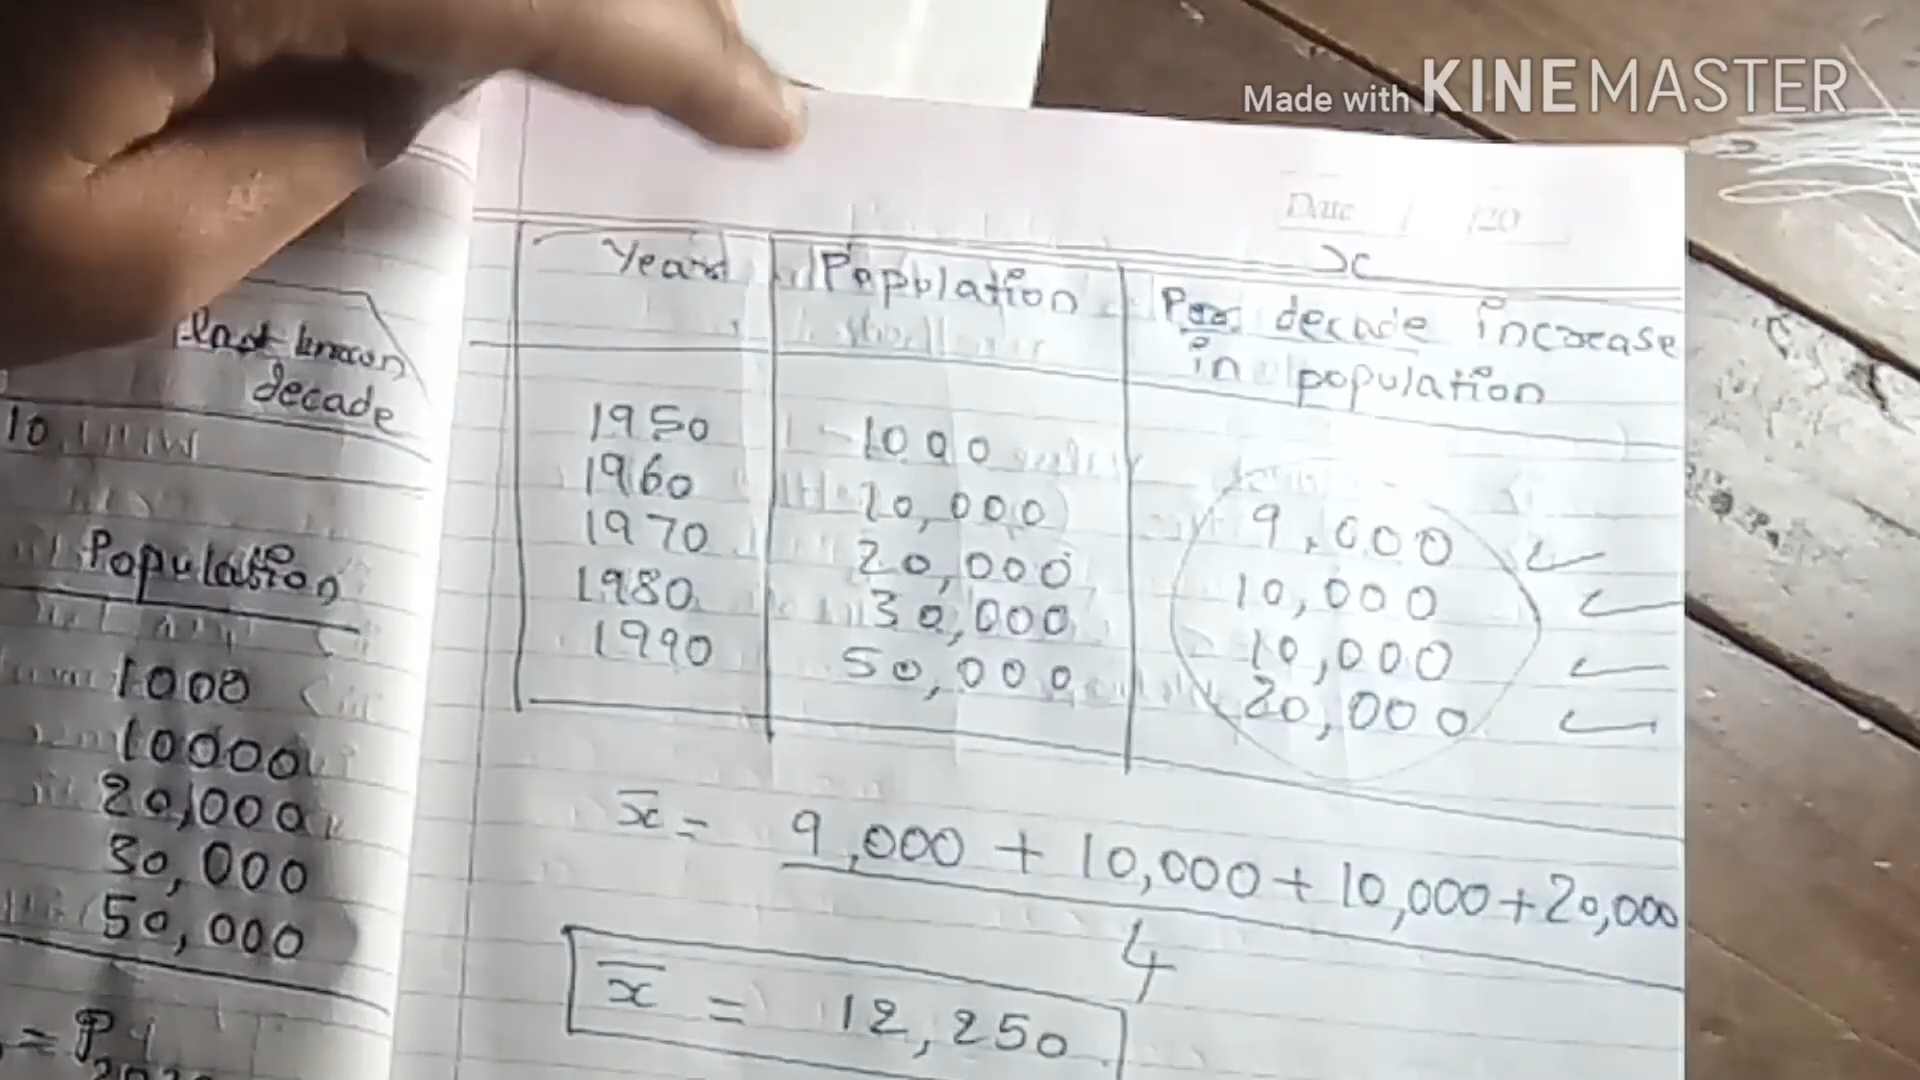 Made with KINEMASTER
last known
decade
10
Population
1000
10000
20,000
30,000
50,000
= P
Date / /20
x
Years Population Per decade increase
in population
1950 1000
1960 10,000 9,000
1970 20,000 10,000
1980 30,000 10,000
1990 50,000 20,000
x̄ = 9,000 + 10,000 + 10,000 + 20,000
4
x̄ = 12,250